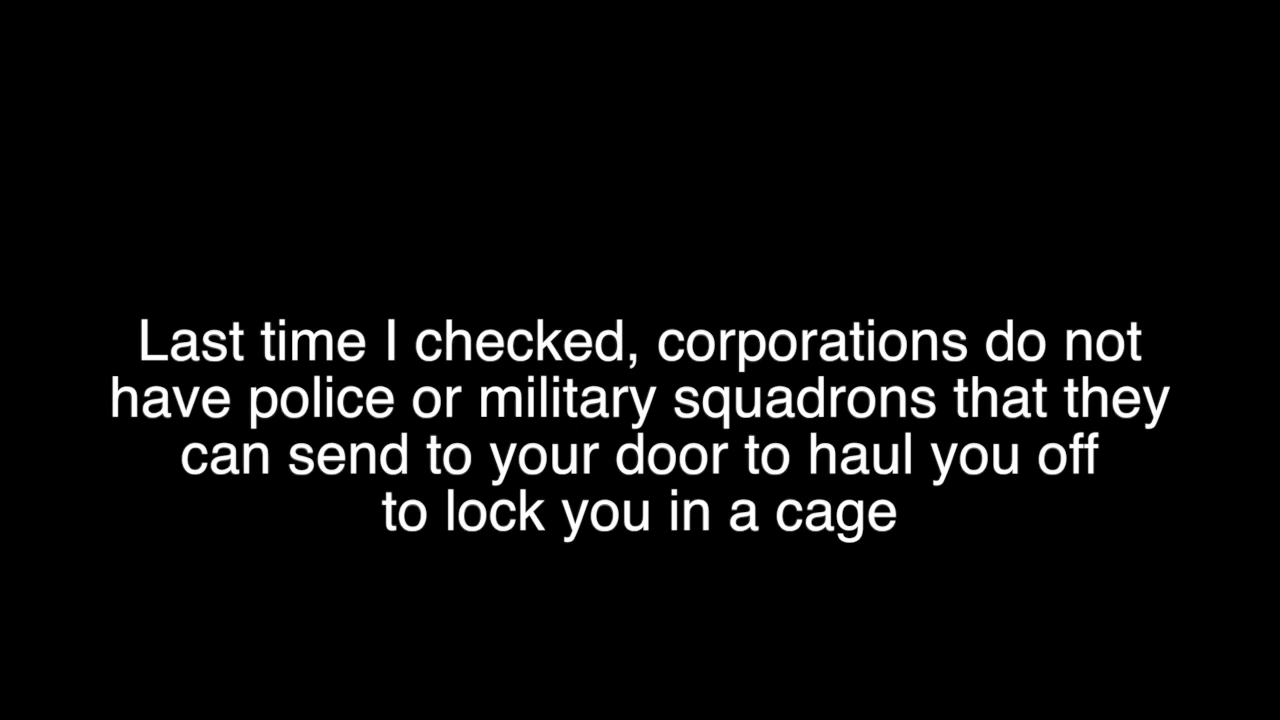 Last time I checked, corporations do not
have police or military squadrons that they
can send to your door to haul you off
to lock you in a cage